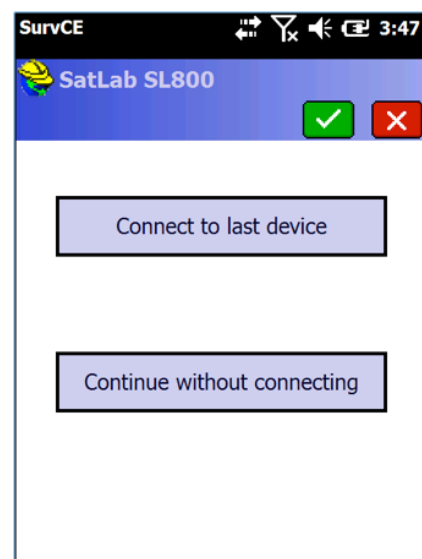 SurvCE 3:47
SatLab SL800
Connect to last device
Continue without connecting